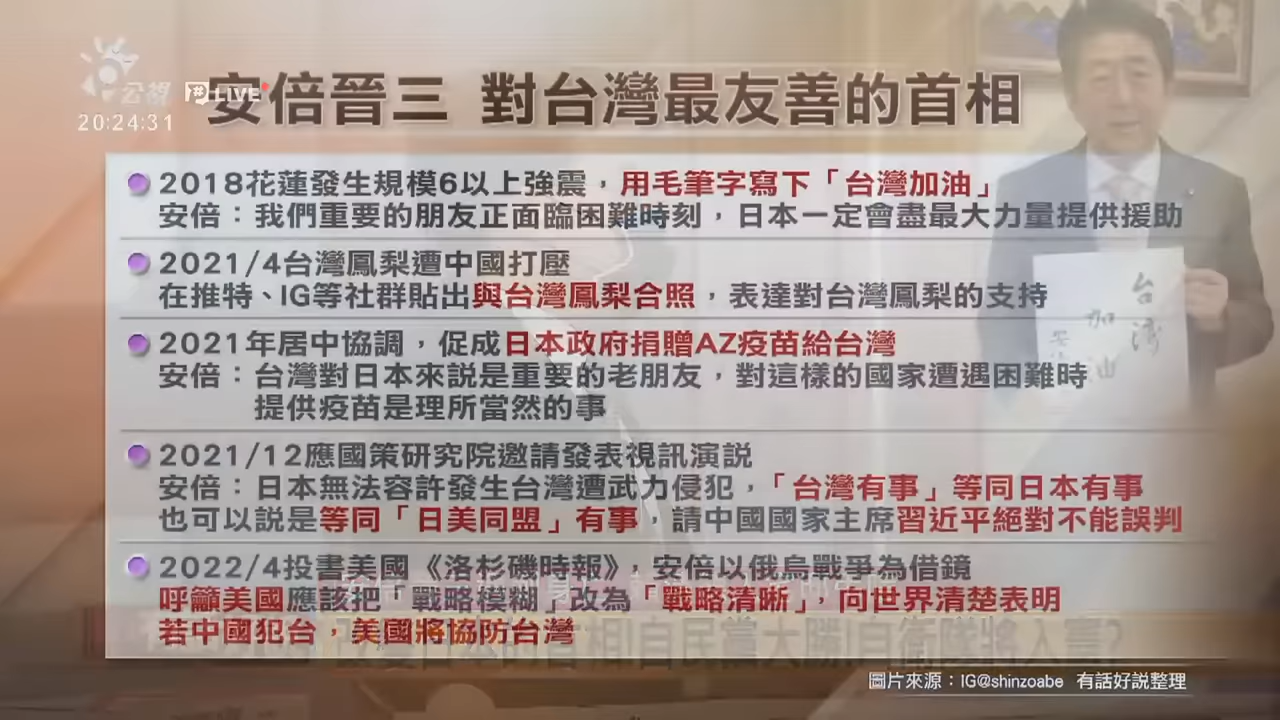 公視 LIVE
20:24:31
安倍晉三 對台灣最友善的首相
2018花蓮發生規模6以上強震，用毛筆字寫下「台灣加油」
安倍：我們重要的朋友正面臨困難時刻，日本一定會盡最大力量提供援助
2021/4台灣鳳梨遭中國打壓
在推特、IG等社群貼出與台灣鳳梨合照，表達對台灣鳳梨的支持
2021年居中協調，促成日本政府捐贈AZ疫苗給台灣
安倍：台灣對日本來說是重要的老朋友，對這樣的國家遭遇困難時
提供疫苗是理所當然的事
2021/12應國策研究院邀請發表視訊演説
安倍：日本無法容許發生台灣遭武力侵犯，「台灣有事」等同日本有事
也可以説是等同「日美同盟」有事，請中國國家主席習近平絕對不能誤判
2022/4投書美國《洛杉磯時報》，安倍以俄烏戰爭為借鏡
呼籲美國應該把「戰略模糊」改為「戰略清晰」，向世界清楚表明
若中國犯台，美國將協防台灣
首相!自民黨大勝!自衛隊將入憲?
圖片來源：IG@shinzoabe 有話好說整理
台灣
加油